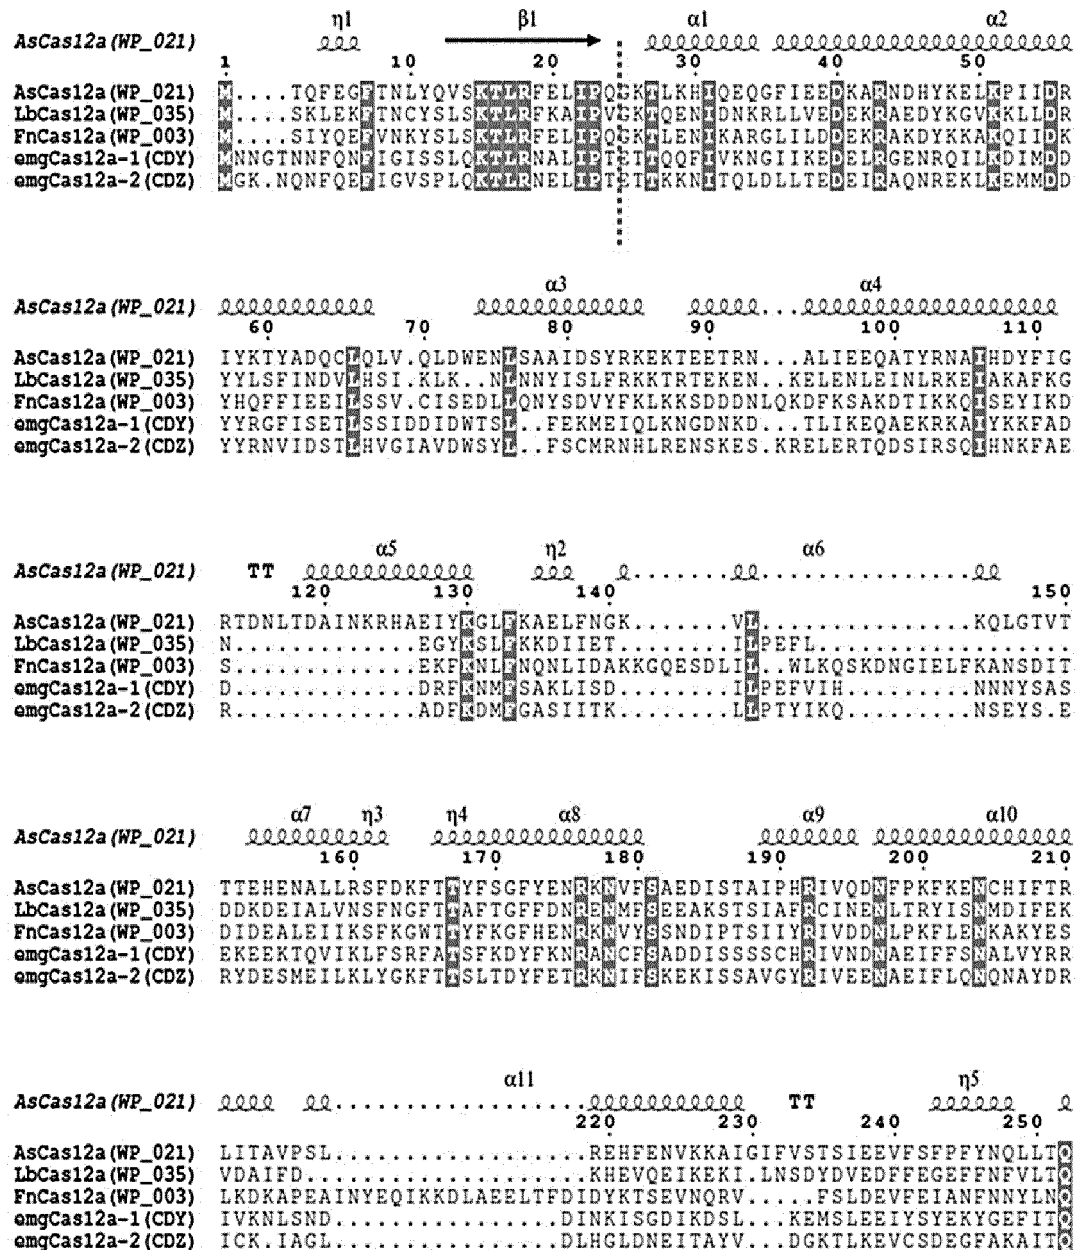 η1 β1 α1 α2
AsCas12a(WP_021)
1 10 20 30 40 50
AsCas12a(WP_021) M....TQFEGFTNLYQVSKTLRFELIPQGKTLKHIQEQGFIEEDKARNDHYKELKPIIDR
LbCas12a(WP_035) M....SKLEKFTNCYSLSKTLRFKAIPVGKTQENIDNKRLLVEDEKRAEDYKGVKKLLDR
FnCas12a(WP_003) M....SIYQEFVNKYSLSKTLRFELIPQGKTLENIKARGLILDDEKRAKDYKKAKQIIDK
emgCas12a-1(CDY) MNNGTNNFQNFIGISSLQKTLRNALIPTETTQQFIVKNGIIKEDELRGENRQILKDIMDD
emgCas12a-2(CDZ) MGK.NQNFQEFIGVSPLQKTLRNELIPTETTKKNITQLDLLTEDEIRAQNREKLKEMMDD
α3 α4
AsCas12a(WP_021)
60 70 80 90 100 110
AsCas12a(WP_021) IYKTYADQCLQLV.QLDWENLSAAIDSYRKEKTEETRN...ALIEEQATYRNAIHDYFIG
LbCas12a(WP_035) YYLSFINDVLHSI.KLK..NLNNYISLFRKKTRTEKEN..KELENLEINLRKEIAKAFKG
FnCas12a(WP_003) YHQFFIEEILSSV.CISEDLLQNYSDVYFKLKKSDDDNLQKDFKSAKDTIKKQISEYIKD
emgCas12a-1(CDY) YYRGFISETLSSIDDIDWTSL..FEKMEIQLKNGDNKD...TLIKEQAEKRKAIYKKFAD
emgCas12a-2(CDZ) YYRNVIDSTLHVGIAVDWSYL..FSCMRNHLRENSKES.KRELERTQDSIRSQIHNKFAE
α5 η2 α6
AsCas12a(WP_021) TT
120 130 140 150
AsCas12a(WP_021) RTDNLTDAINKRHAEIYKGLFKAELFNGK.......VL...............KQLGTVT
LbCas12a(WP_035) N.............EGYKSLFKKDIIET........ILPEFL..................
FnCas12a(WP_003) S.............EKFKNLFNQNLIDAKKGQESDLIL..WLKQSKDNGIELFKANSDIT
emgCas12a-1(CDY) D.............DRFKNMFSAKLISD........ILPEFVIH.........NNNYSAS
emgCas12a-2(CDZ) R.............ADFKDMFGASIITK........LLPTYIKQ.........NSEYS.E
α7 η3 η4 α8 α9 α10
AsCas12a(WP_021)
160 170 180 190 200 210
AsCas12a(WP_021) TTEHENALLRSFDKFTTYFSGFYENRKNVFSAEDISTAIPHRIVQDNFPKFKENCHIFTR
LbCas12a(WP_035) DDKDEIALVNSFNGFTTAFTGFFDNRENMFSEEAKSTSIAFRCINENLTRYISNMDIFEK
FnCas12a(WP_003) DIDEALEIIKSFKGWTTYFKGFHENRKNVYSSNDIPTSIIYRIVDDNLPKFLENKAKYES
emgCas12a-1(CDY) EKEEKTQVIKLFSRFATSFKDYFKNRANCFSADDISSSSCHRIVNDNAEIFFSNALVYRR
emgCas12a-2(CDZ) RYDESMEILKLYGKFTTSLTDYFETRKNIFSKEKISSAVGYRIVEENAEIFLQNQNAYDR
α11 η5
AsCas12a(WP_021) TT
220 230 240 250
AsCas12a(WP_021) LITAVPSL..................REHFENVKKAIGIFVSTSIEEVFSFPFYNQLLTQ
LbCas12a(WP_035) VDAIFD....................KHEVQEIKEKI.LNSDYDVEDFFEGEFFNFVLTQ
FnCas12a(WP_003) LKDKAPEAINYEQIKKDLAEELTFDIDYKTSEVNQRV....FSLDEVFEIANFNNYLNQ
emgCas12a-1(CDY) IVKNLSND................DINKISGDIKDSL...KEMSLEEIYSYEKYGEFITQ
emgCas12a-2(CDZ) ICK.IAGL................DLHGLDNEITAYV...DGKTLKEVCSDEGFAKAITQ